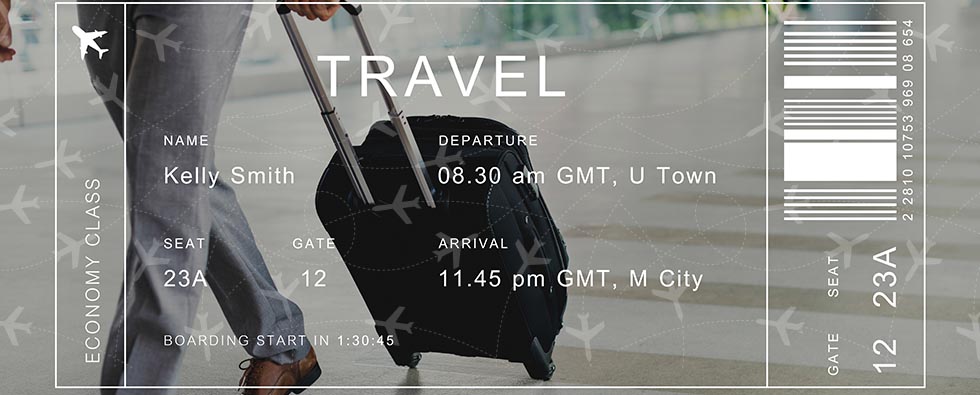 TRAVEL
NAME
Kelly Smith
DEPARTURE
08.30 am GMT, U Town
SEAT
23A
GATE
12
ARRIVAL
11.45 pm GMT, M City
BOARDING START IN 1:30:45
ECONOMY CLASS
2 2810 10753 969 08 654
SEAT
23A
GATE
12